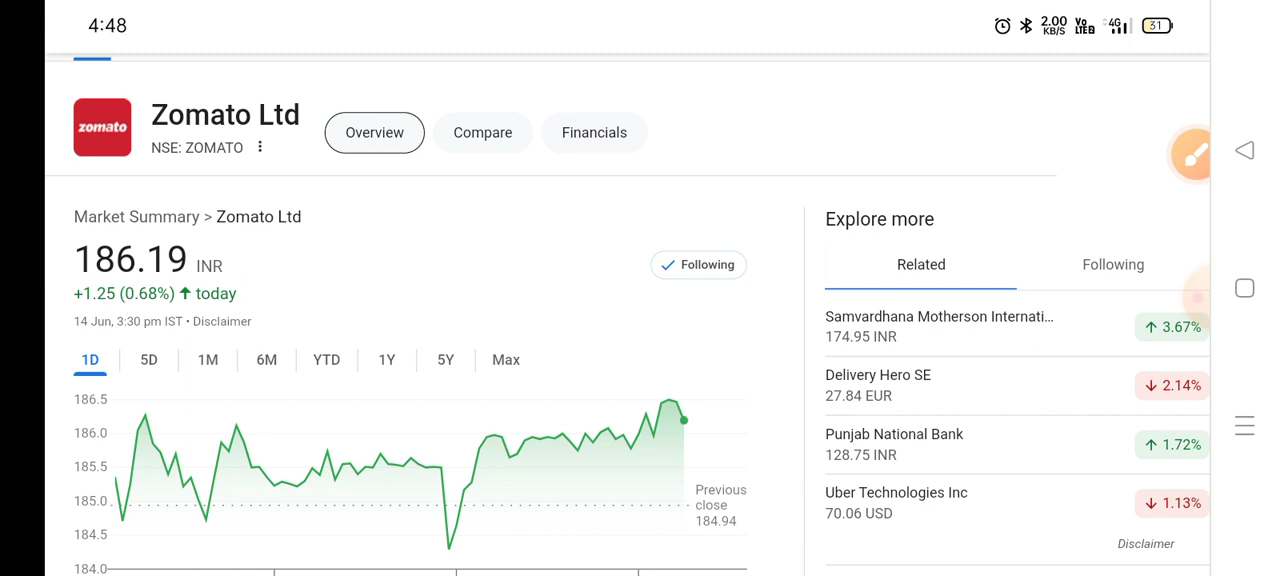 4:48
2.00
KB/S
Vo
LTE2
4G
31
zomato
Zomato Ltd
NSE: ZOMATO
Overview
Compare
Financials
Market Summary > Zomato Ltd
186.19 INR
+1.25 (0.68%) ↑ today
14 Jun, 3:30 pm IST • Disclaimer
Following
1D
5D
1M
6M
YTD
1Y
5Y
Max
186.5
186.0
185.5
185.0
184.5
184.0
Previous
close
184.94
Explore more
Related
Following
Samvardhana Motherson Internati...
174.95 INR
↑ 3.67%
Delivery Hero SE
27.84 EUR
↓ 2.14%
Punjab National Bank
128.75 INR
↑ 1.72%
Uber Technologies Inc
70.06 USD
↓ 1.13%
Disclaimer